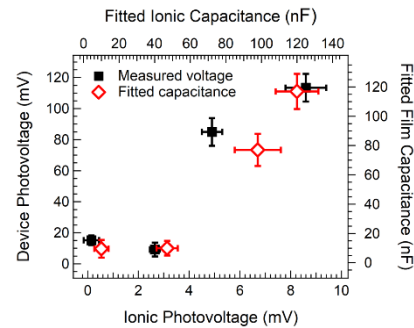 Fitted Ionic Capacitance (nF)
0 20 40 60 80 100 120 140
Device Photovoltage (mV)
120
100
80
60
40
20
0
Measured voltage
Fitted capacitance
120
100
80
60
40
20
0
Fitted Film Capacitance (nF)
0 2 4 6 8 10
Ionic Photovoltage (mV)